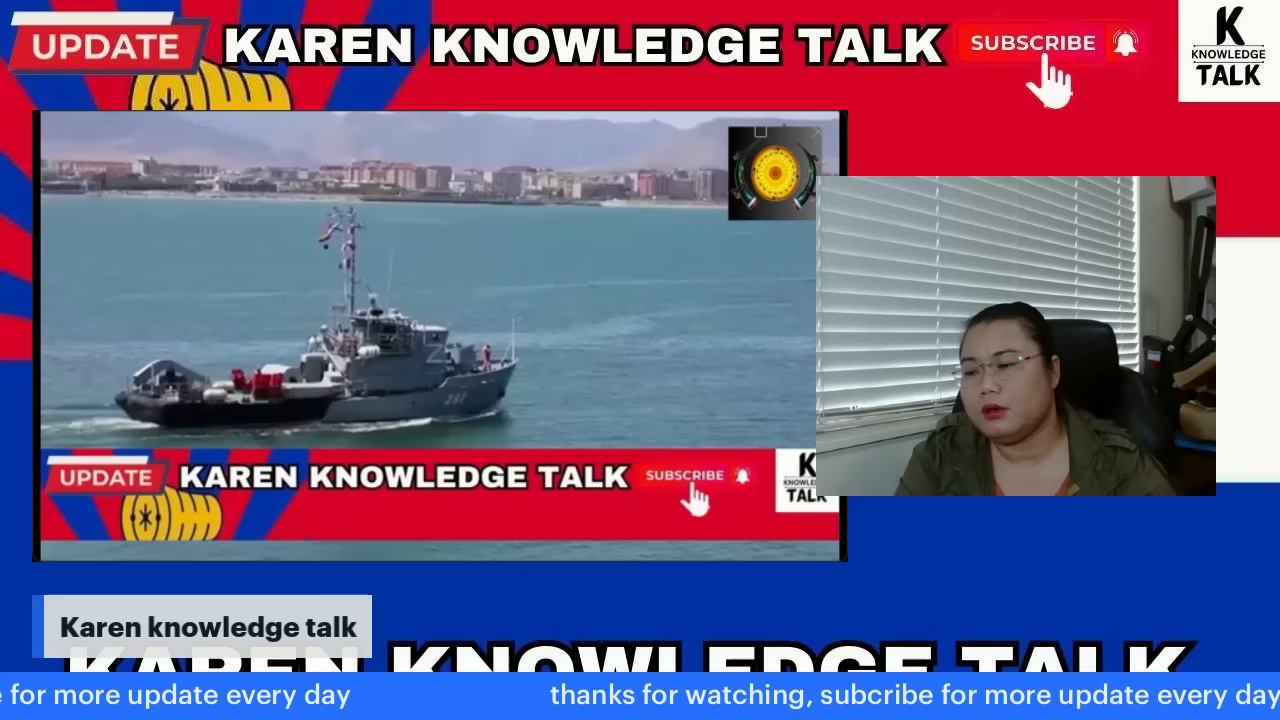 UPDATE
KAREN KNOWLEDGE TALK
SUBSCRIBE
K
KNOWLEDGE
TALK
Z
UPDATE
KAREN KNOWLEDGE TALK
SUBSCRIBE
TALK
Karen knowledge talk
KAREN KNOWLEDGE TALK
for more update every day
thanks for watching, subcribe for more update every day